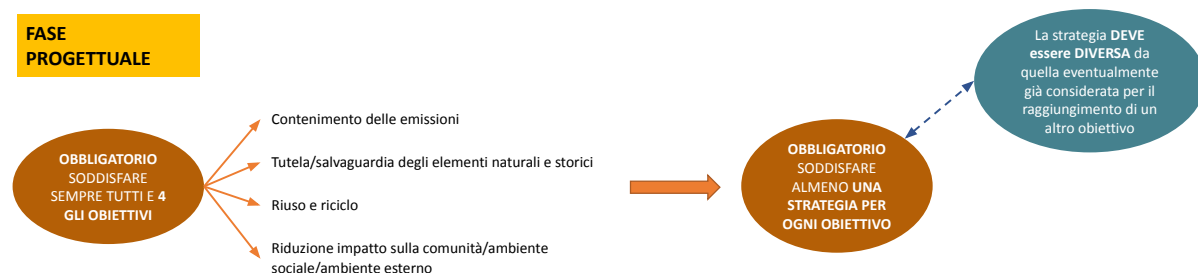 FASE
PROGETTUALE
OBBLIGATORIO
SODDISFARE
SEMPRE TUTTI E 4
GLI OBIETTIVI
Contenimento delle emissioni
Tutela/salvaguardia degli elementi naturali e storici
Riuso e riciclo
Riduzione impatto sulla comunità/ambiente
sociale/ambiente esterno
OBBLIGATORIO
SODDISFARE
ALMENO UNA
STRATEGIA PER
OGNI OBIETTIVO
La strategia DEVE
essere DIVERSA da
quella eventualmente
già considerata per il
raggiungimento di un
altro obiettivo